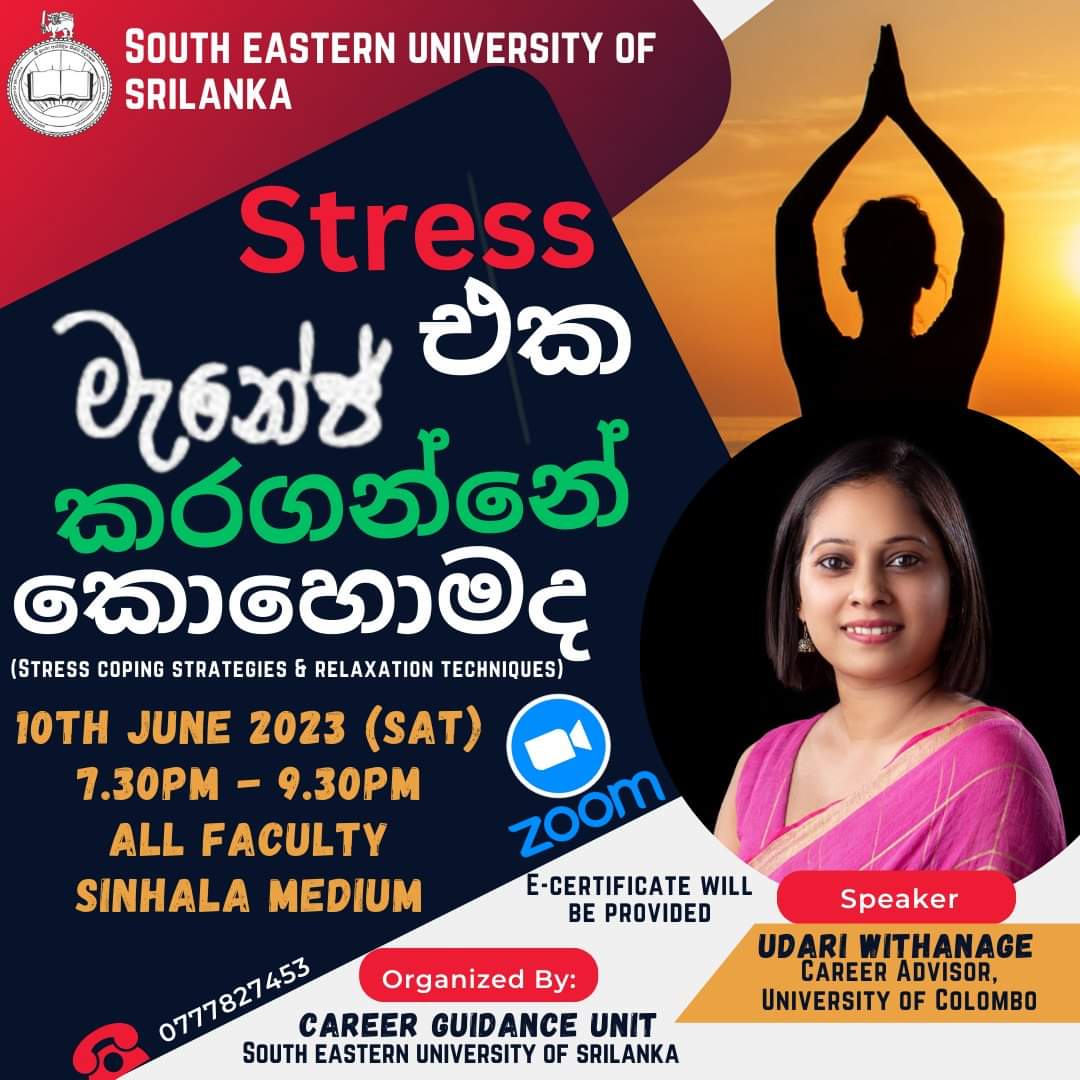 South eastern university of
srilanka
Stress
එක
මැනේජ්
කරගන්නේ
කොහොමද
(Stress coping strategies & relaxation techniques)
10th June 2023 (Sat)
7.30pm – 9.30pm
All Faculty
Sinhala Medium
zoom
E-certificate will
be provided
Speaker
Udari Withanage
Career Advisor,
University of Colombo
Organized By:
Career Guidance Unit
South eastern university of srilanka
0777827453